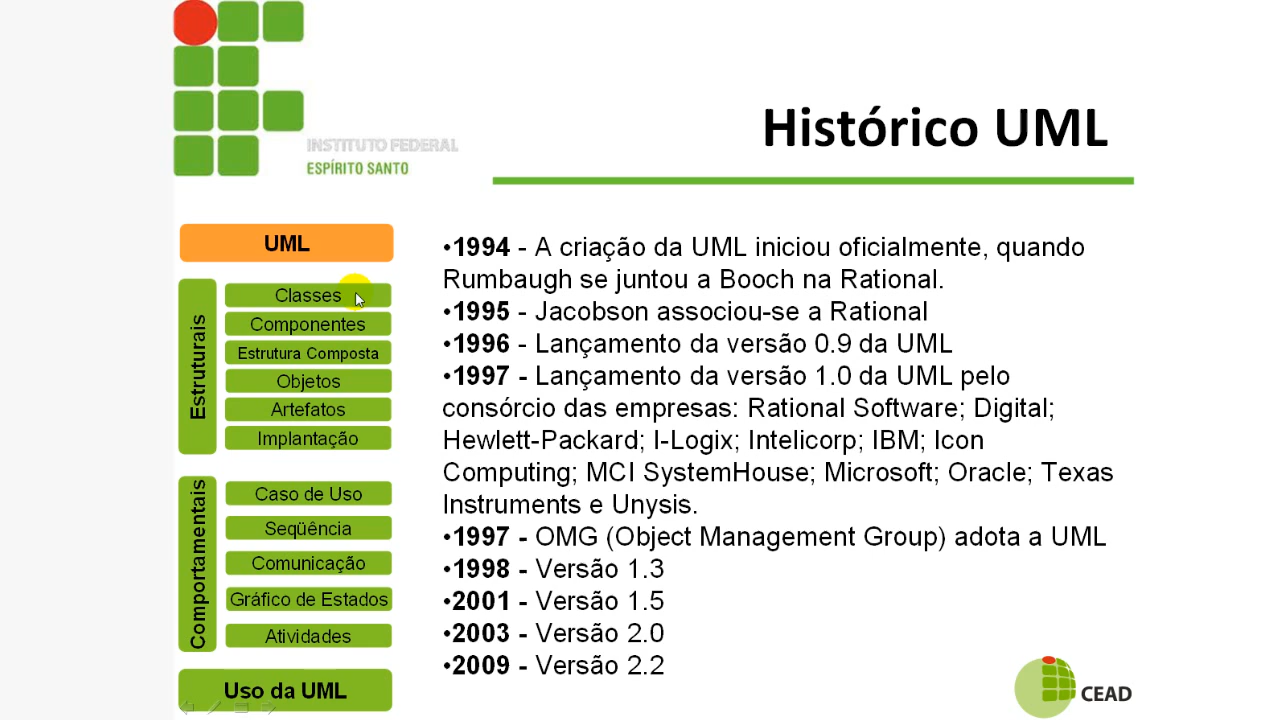 INSTITUTO FEDERAL
ESPÍRITO SANTO
Histórico UML
UML
Estruturais
Classes
Componentes
Estrutura Composta
Objetos
Artefatos
Implantação
Comportamentais
Caso de Uso
Seqüência
Comunicação
Gráfico de Estados
Atividades
Uso da UML
•1994 - A criação da UML iniciou oficialmente, quando
Rumbaugh se juntou a Booch na Rational.
•1995 - Jacobson associou-se a Rational
•1996 - Lançamento da versão 0.9 da UML
•1997 - Lançamento da versão 1.0 da UML pelo
consórcio das empresas: Rational Software; Digital;
Hewlett-Packard; I-Logix; Intelicorp; IBM; Icon
Computing; MCI SystemHouse; Microsoft; Oracle; Texas
Instruments e Unysis.
•1997 - OMG (Object Management Group) adota a UML
•1998 - Versão 1.3
•2001 - Versão 1.5
•2003 - Versão 2.0
•2009 - Versão 2.2
CEAD